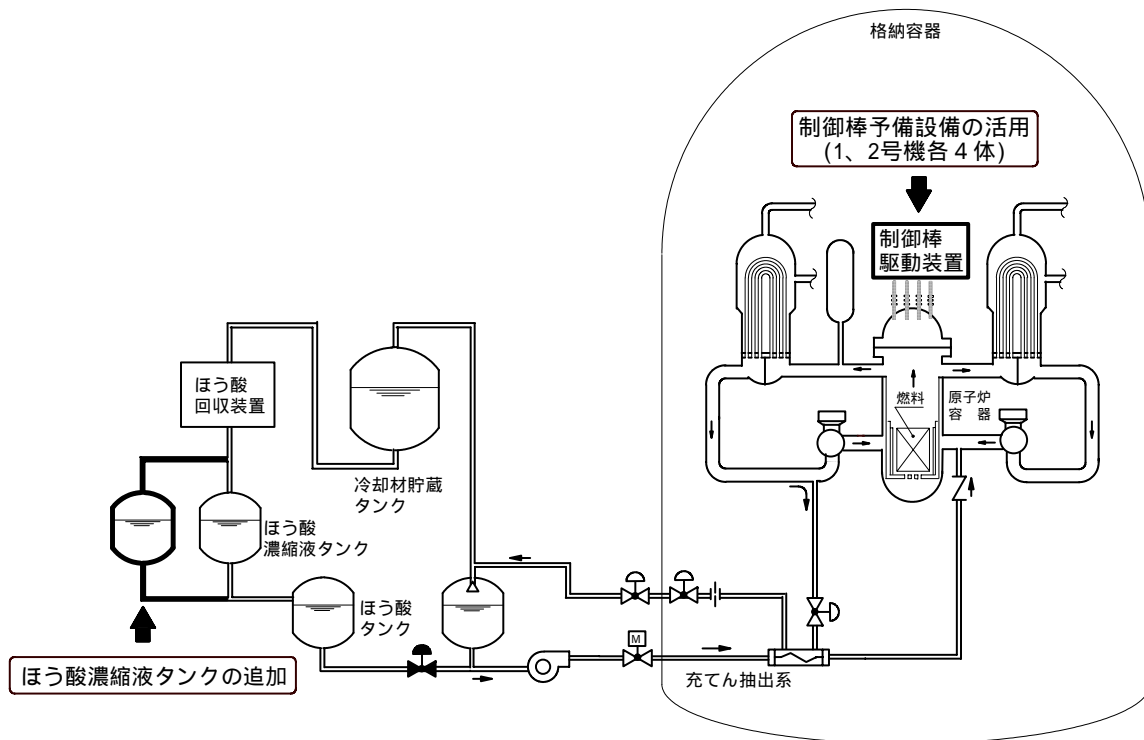 格納容器
制御棒予備設備の活用
(1、2号機各4体)
制御棒
駆動装置
ほう酸
回収装置
燃料
原子炉
容 器
冷却材貯蔵
タンク
ほう酸
濃縮液タンク
ほう酸
タンク
M
ほう酸濃縮液タンクの追加
充てん抽出系